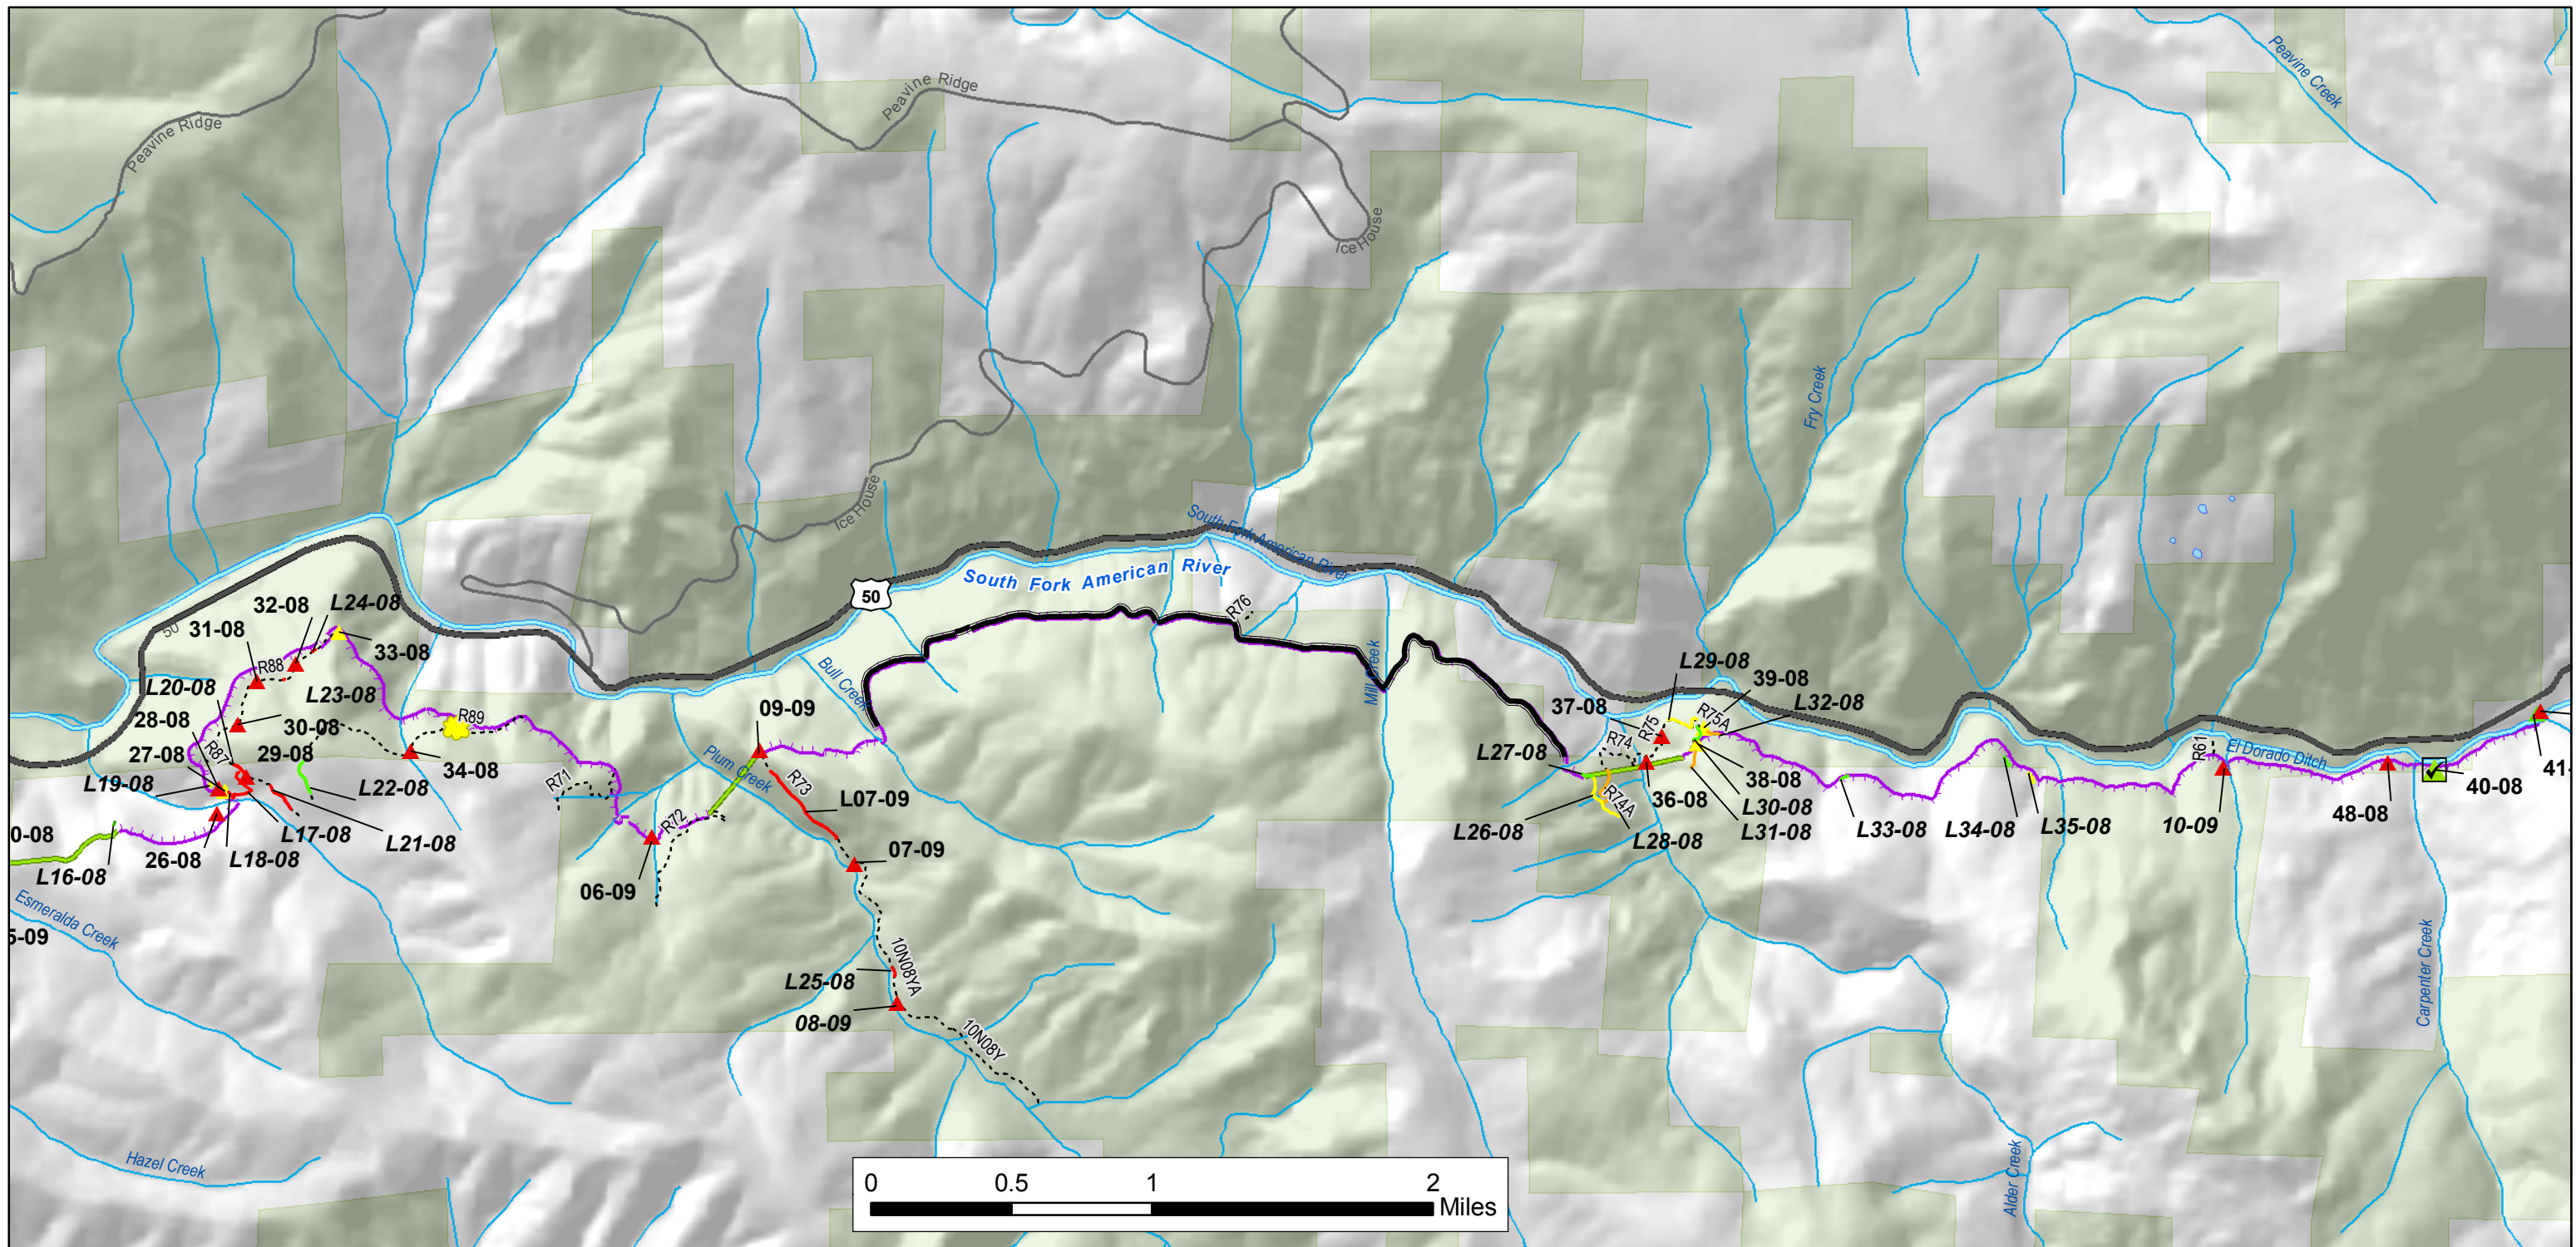 Peavine Creek
Peavine Ridge
Peavine Ridge
Ice House
Fry Creek
Ice House
South Fork American River
South Fork American River
50
R76
32-08
L24-08
31-08
50
33-08
R88
L20-08
L23-08
28-08
30-08
R89
27-08
R87
29-08
L19-08
34-08
L22-08
0-08
L17-08
L21-08
26-08
L18-08
L16-08
Esmeralda Creek
5-09
Hazel Creek
R71
R72
06-09
Bull Creek
09-09
Plum Creek
R73
L07-09
07-09
10N08YA
L25-08
08-09
10N08Y
Mill Creek
L29-08
39-08
L32-08
37-08
R75
R75A
R74
L27-08
38-08
36-08
R74A
L30-08
L26-08
L31-08
L28-08
L33-08
L34-08
L35-08
R61
El Dorado Ditch
10-09
48-08
40-08
41-
Carpenter Creek
Alder Creek
0 0.5 1 2
Miles